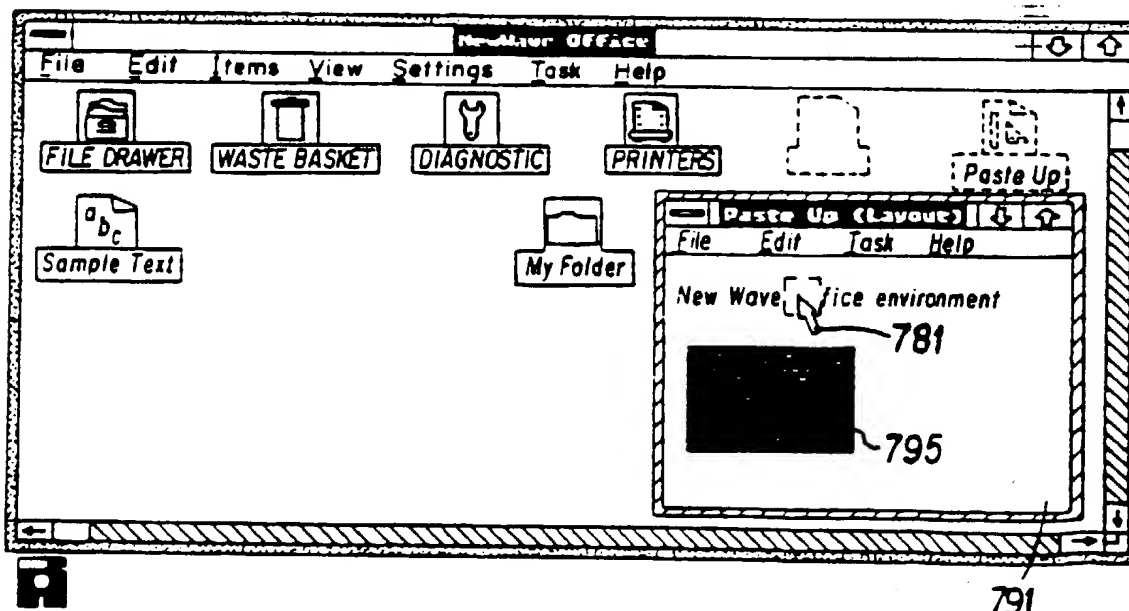 NewWave Office
File Edit Items View Settings Task Help
FILE DRAWER WASTE BASKET DIAGNOSTIC PRINTERS
Paste Up
abc
Sample Text
My Folder
Paste Up (Layout)
File Edit Task Help
New Wave fice environment
781
795
791